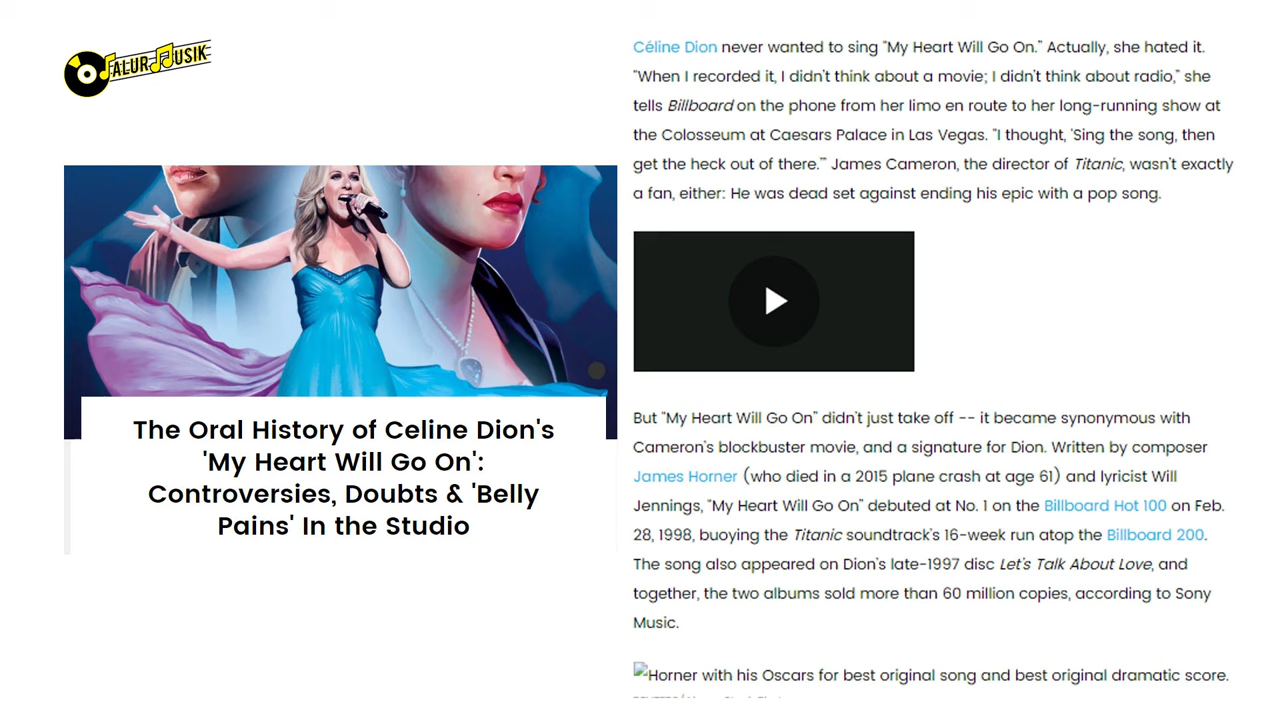 JALUR MUSIK
The Oral History of Celine Dion's
'My Heart Will Go On':
Controversies, Doubts & 'Belly
Pains' In the Studio
Céline Dion never wanted to sing "My Heart Will Go On." Actually, she hated it.
"When I recorded it, I didn't think about a movie; I didn't think about radio," she
tells Billboard on the phone from her limo en route to her long-running show at
the Colosseum at Caesars Palace in Las Vegas. "I thought, 'Sing the song, then
get the heck out of there.'" James Cameron, the director of Titanic, wasn't exactly
a fan, either: He was dead set against ending his epic with a pop song.
But "My Heart Will Go On" didn't just take off -- it became synonymous with
Cameron's blockbuster movie, and a signature for Dion. Written by composer
James Horner (who died in a 2015 plane crash at age 61) and lyricist Will
Jennings, "My Heart Will Go On" debuted at No. 1 on the Billboard Hot 100 on Feb.
28, 1998, buoying the Titanic soundtrack's 16-week run atop the Billboard 200.
The song also appeared on Dion's late-1997 disc Let's Talk About Love, and
together, the two albums sold more than 60 million copies, according to Sony
Music.
Horner with his Oscars for best original song and best original dramatic score.